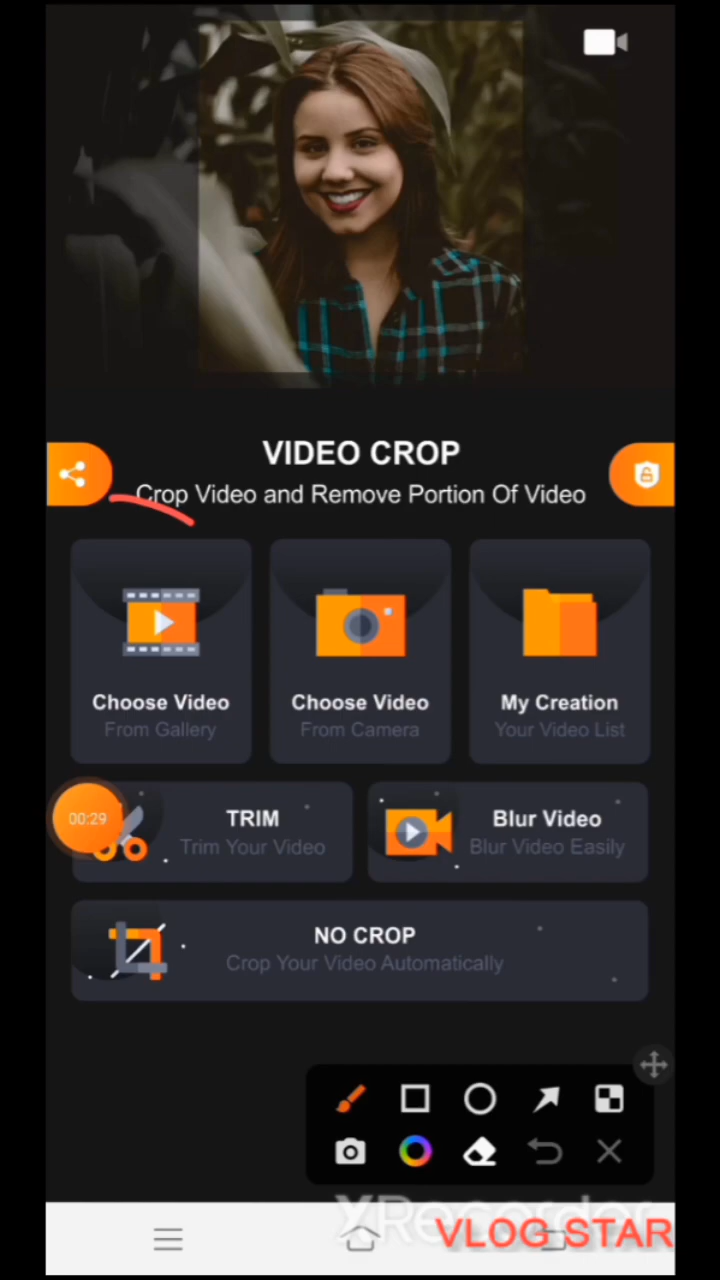 VIDEO CROP
Crop Video and Remove Portion Of Video
Choose Video
From Gallery
Choose Video
From Camera
My Creation
Your Video List
00:29
TRIM
Trim Your Video
Blur Video
Blur Video Easily
NO CROP
Crop Your Video Automatically
XRecorder
VLOG STAR